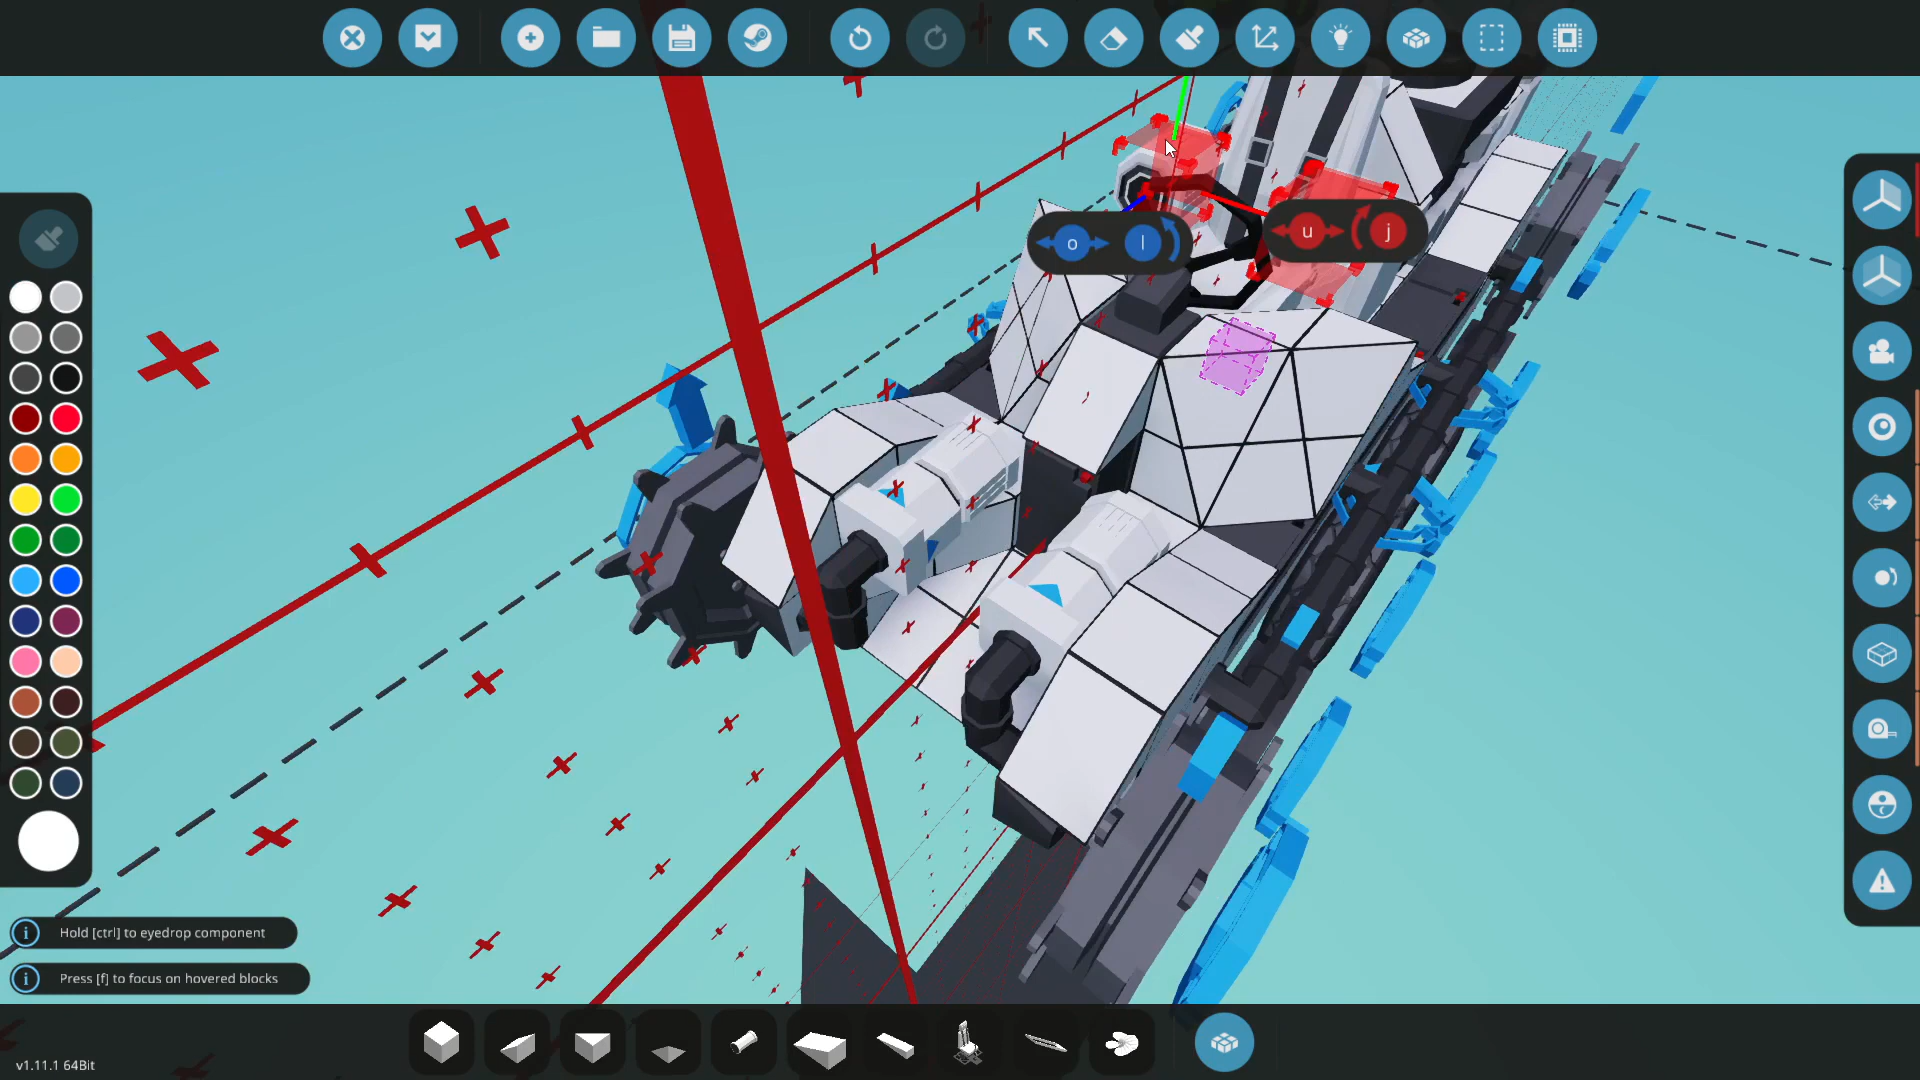 o l
u j
Hold [ctrl] to eyedrop component
Press [f] to focus on hovered blocks
v1.11.1 64Bit